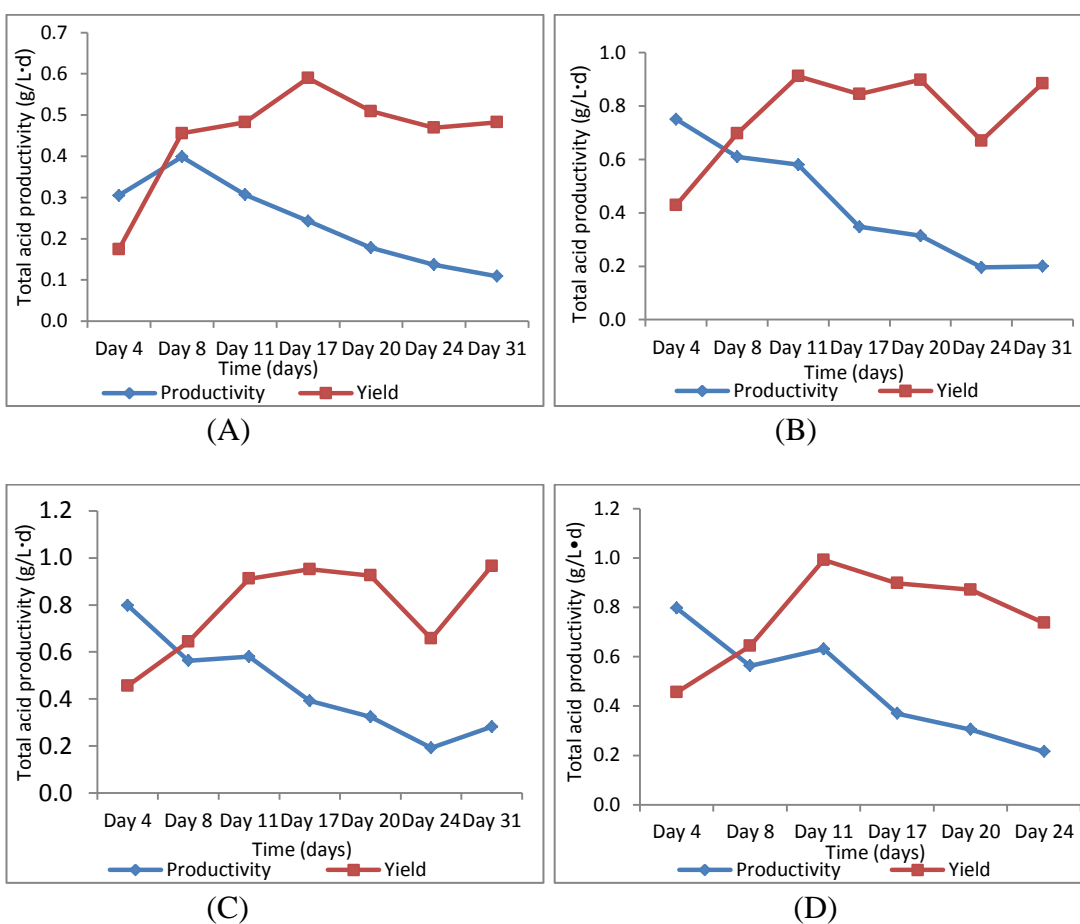 Total acid productivity (g/L·d)
0.7
0.6
0.5
0.4
0.3
0.2
0.1
0.0
Day 4 Day 8 Day 11 Day 17 Day 20 Day 24 Day 31
Time (days)
Productivity Yield
(A)
Total acid productivity (g/L·d)
1.0
0.8
0.6
0.4
0.2
0.0
Day 4 Day 8 Day 11 Day 17 Day 20 Day 24 Day 31
Time (days)
Productivity Yield
(B)
Total acid productivity (g/L·d)
1.2
1.0
0.8
0.6
0.4
0.2
0.0
Day 4 Day 8 Day 11 Day 17 Day 20 Day 24 Day 31
Time (days)
Productivity Yield
(C)
Total acid productivity (g/L•d)
1.2
1.0
0.8
0.6
0.4
0.2
0.0
Day 4 Day 8 Day 11 Day 17 Day 20 Day 24
Time (days)
Productivity Yield
(D)